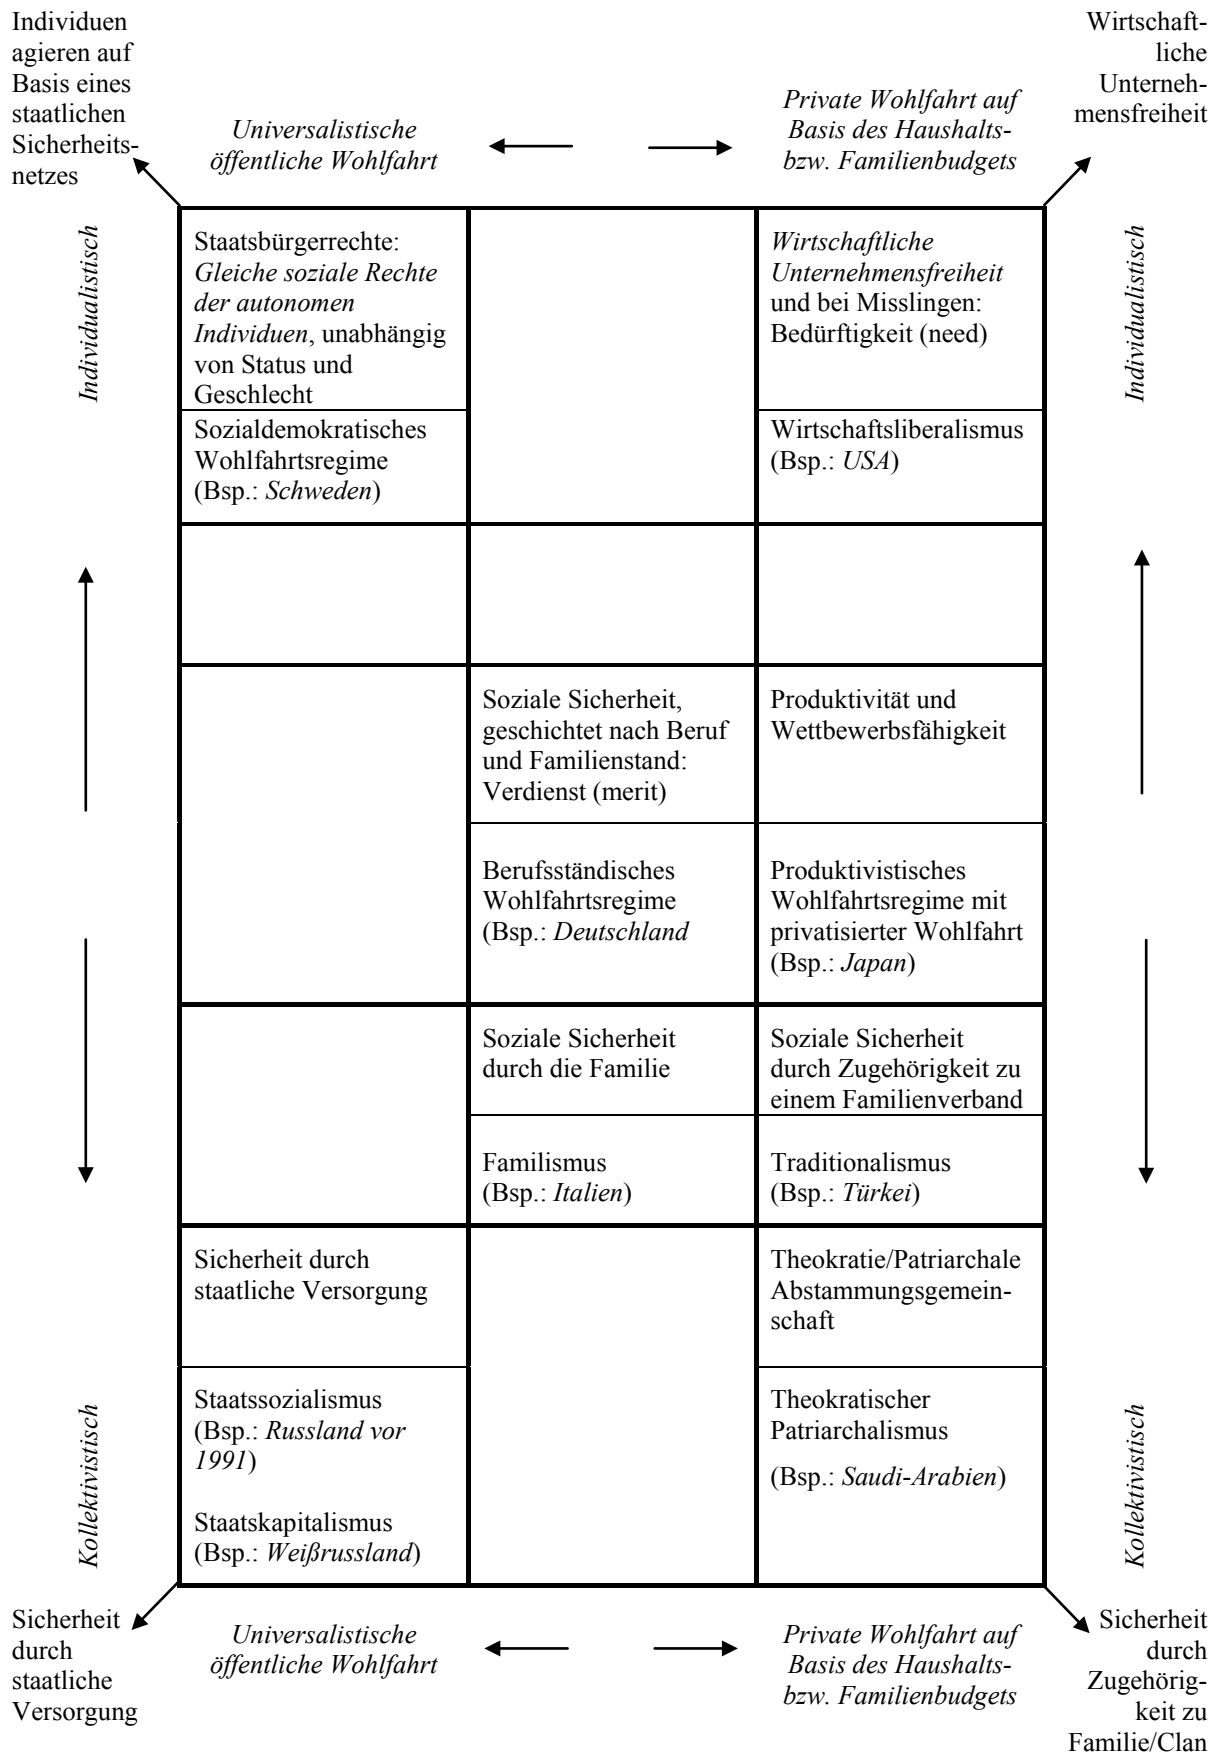 Individuen
agieren auf
Basis eines
staatlichen
Sicherheits-
netzes
Universalistische
öffentliche Wohlfahrt
Private Wohlfahrt auf
Basis des Haushalts-
bzw. Familienbudgets
Wirtschaft-
liche
Unterneh-
mensfreiheit
Individualistisch
Staatsbürgerrechte:
Gleiche soziale Rechte
der autonomen
Individuen, unabhängig
von Status und
Geschlecht
Wirtschaftliche
Unternehmensfreiheit
und bei Misslingen:
Bedürftigkeit (need)
Individualistisch
Sozialdemokratisches
Wohlfahrtsregime
(Bsp.: Schweden)
Wirtschaftsliberalismus
(Bsp.: USA)
Soziale Sicherheit,
geschichtet nach Beruf
und Familienstand:
Verdienst (merit)
Produktivität und
Wettbewerbsfähigkeit
Berufsständisches
Wohlfahrtsregime
(Bsp.: Deutschland
Produktivistisches
Wohlfahrtsregime mit
privatisierter Wohlfahrt
(Bsp.: Japan)
Soziale Sicherheit
durch die Familie
Soziale Sicherheit
durch Zugehörigkeit zu
einem Familienverband
Familismus
(Bsp.: Italien)
Traditionalismus
(Bsp.: Türkei)
Sicherheit durch
staatliche Versorgung
Theokratie/Patriarchale
Abstammungsgemein-
schaft
Kollektivistisch
Staatssozialismus
(Bsp.: Russland vor
1991)
Staatskapitalismus
(Bsp.: Weißrussland)
Theokratischer
Patriarchalismus
(Bsp.: Saudi-Arabien)
Kollektivistisch
Sicherheit
durch
staatliche
Versorgung
Universalistische
öffentliche Wohlfahrt
Private Wohlfahrt auf
Basis des Haushalts-
bzw. Familienbudgets
Sicherheit
durch
Zugehörig-
keit zu
Familie/Clan